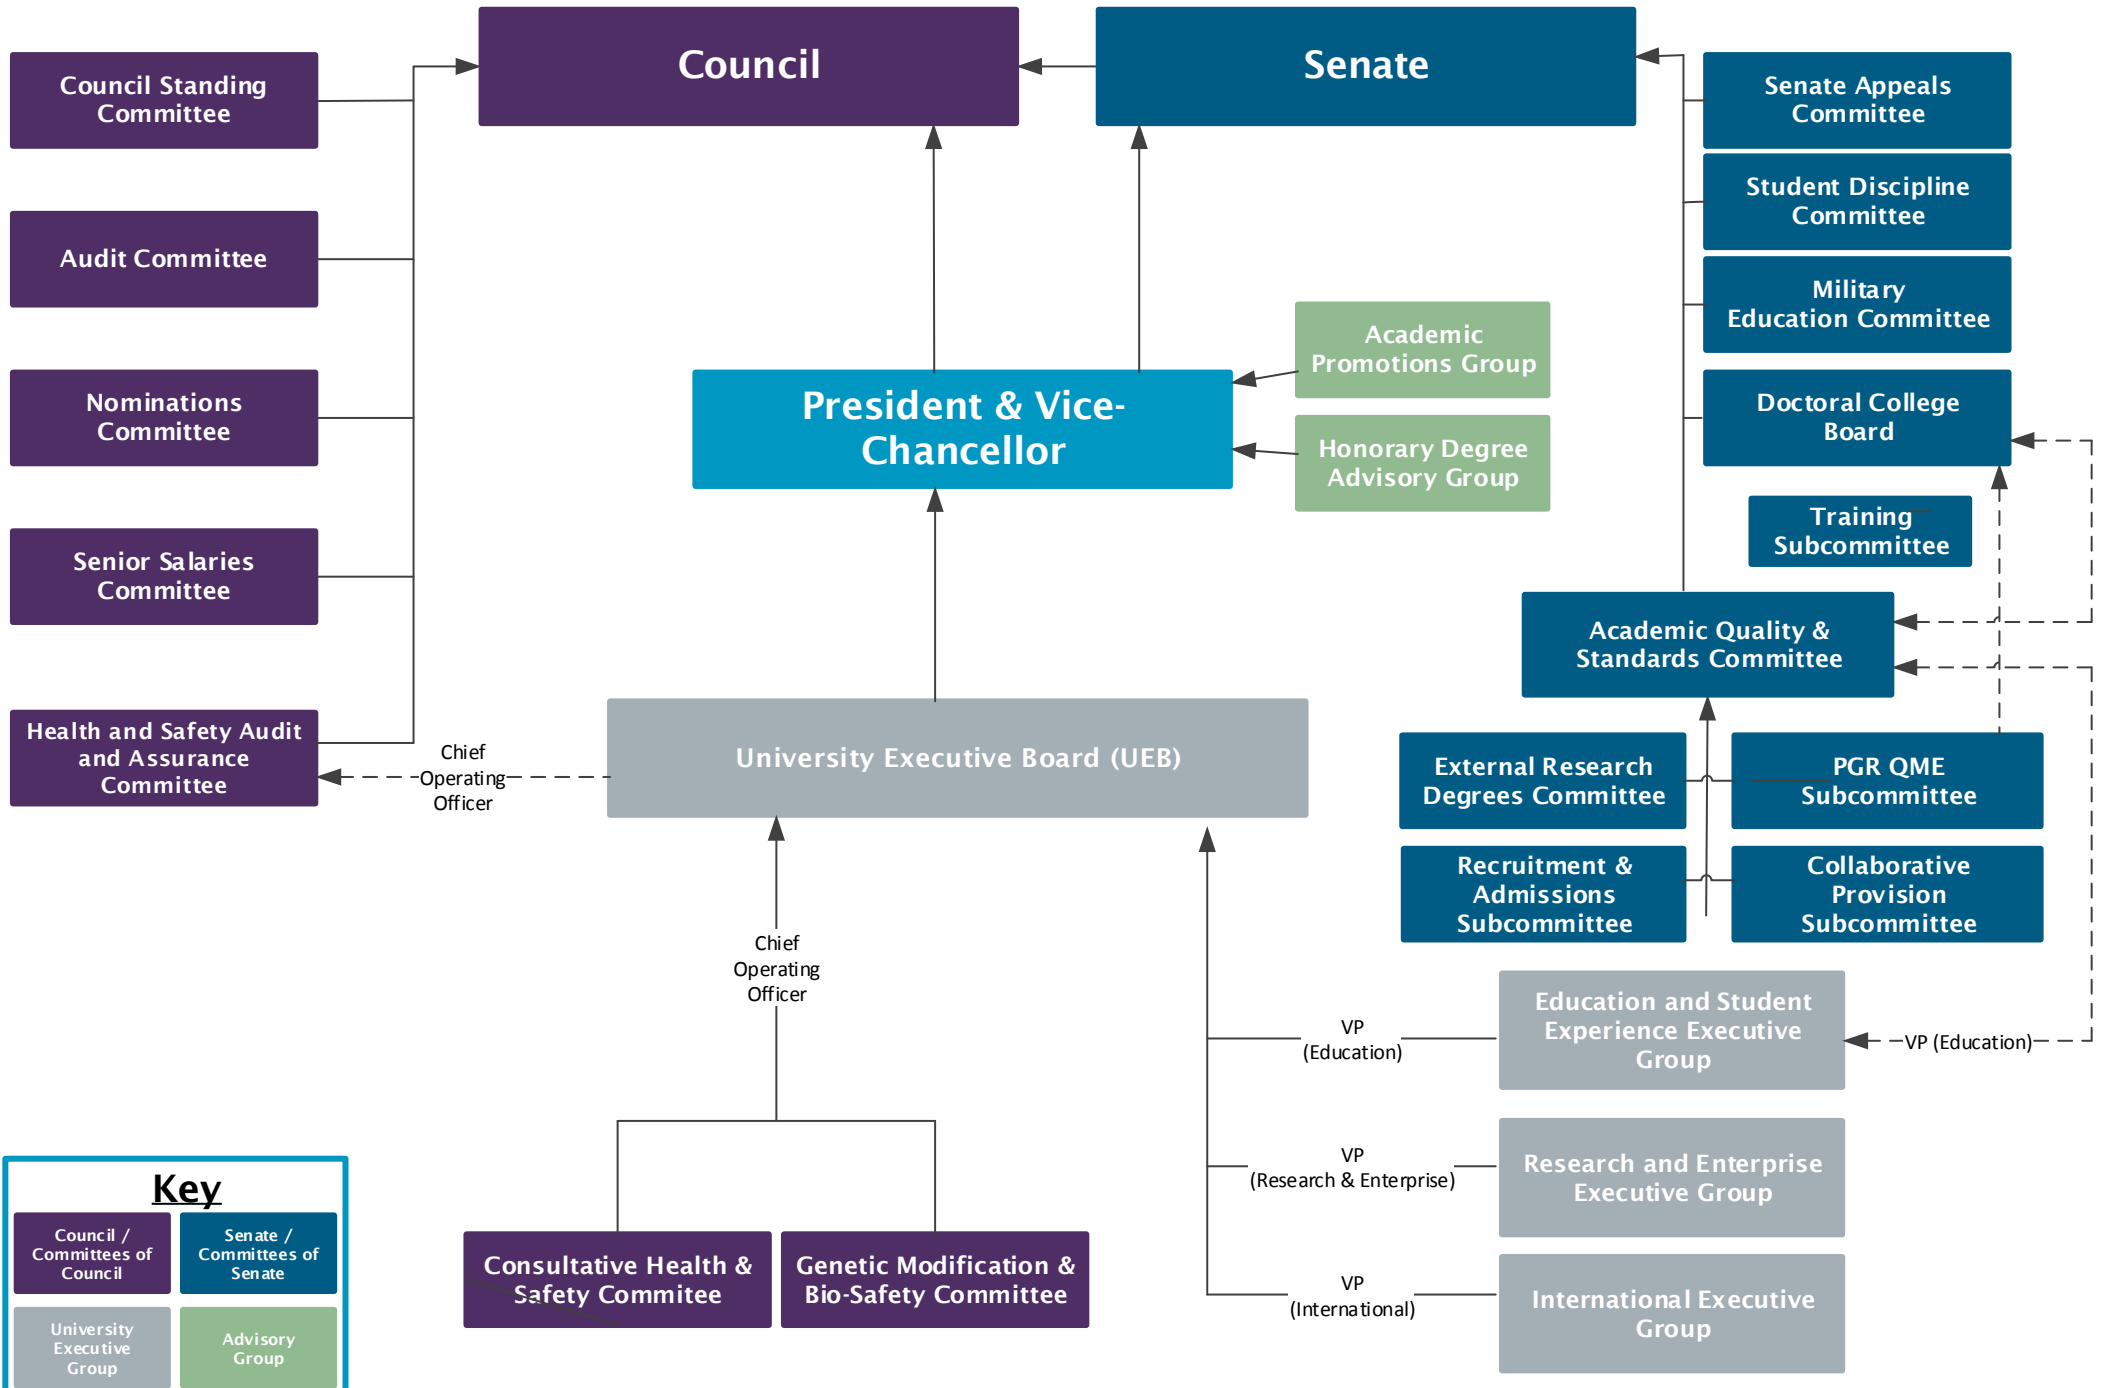 Council
Senate
Council Standing
Committee
Audit Committee
Nominations
Committee
Senior Salaries
Committee
Health and Safety Audit
and Assurance
Committee
Senate Appeals
Committee
Student Discipline
Committee
Military
Education Committee
Doctoral College
Board
Training
Subcommittee
Academic
Promotions Group
Honorary Degree
Advisory Group
President & Vice-
Chancellor
Academic Quality &
Standards Committee
University Executive Board (UEB)
Chief
Operating
Officer
External Research
Degrees Committee
PGR QME
Subcommittee
Recruitment &
Admissions
Subcommittee
Collaborative
Provision
Subcommittee
Chief
Operating
Officer
VP
(Education)
Education and Student
Experience Executive
Group
VP (Education)
VP
(Research & Enterprise)
Research and Enterprise
Executive Group
VP
(International)
International Executive
Group
Consultative Health &
Safety Commitee
Genetic Modification &
Bio-Safety Committee
Key
Council /
Committees of
Council
Senate /
Committees of
Senate
University
Executive
Group
Advisory
Group